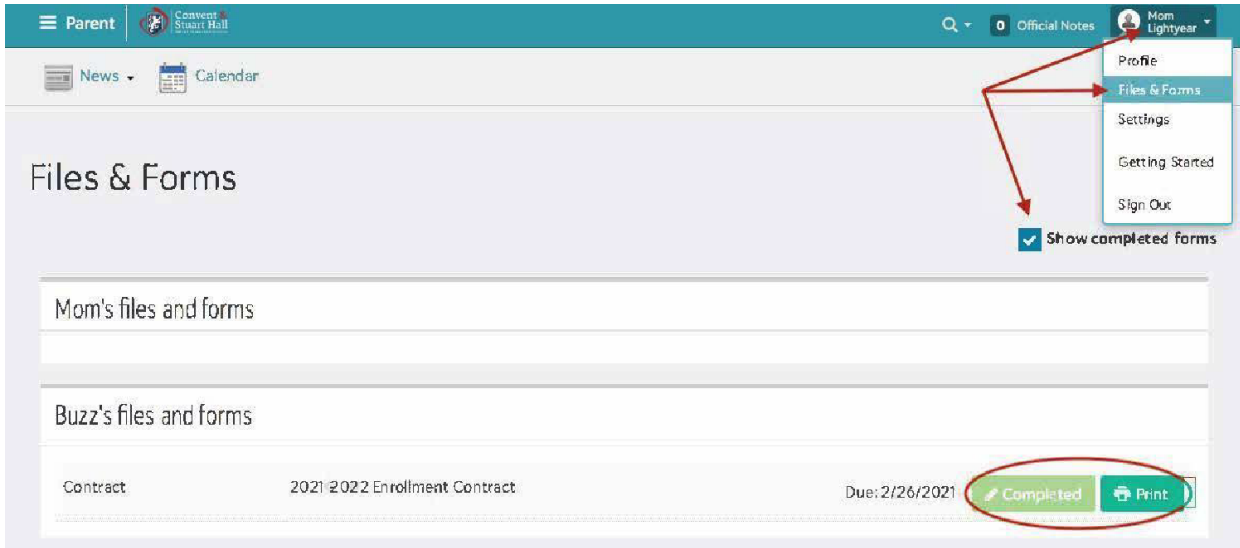 Parent
Convent &
Stuart Hall
0 Official Notes
Mom
Lightyear
News
Calendar
Profile
Files & Forms
Settings
Getting Started
Sign Out
Files & Forms
Show completed forms
Mom's files and forms
Buzz's files and forms
Contract 2021-2022 Enrollment Contract Due: 2/26/2021 Completed Print